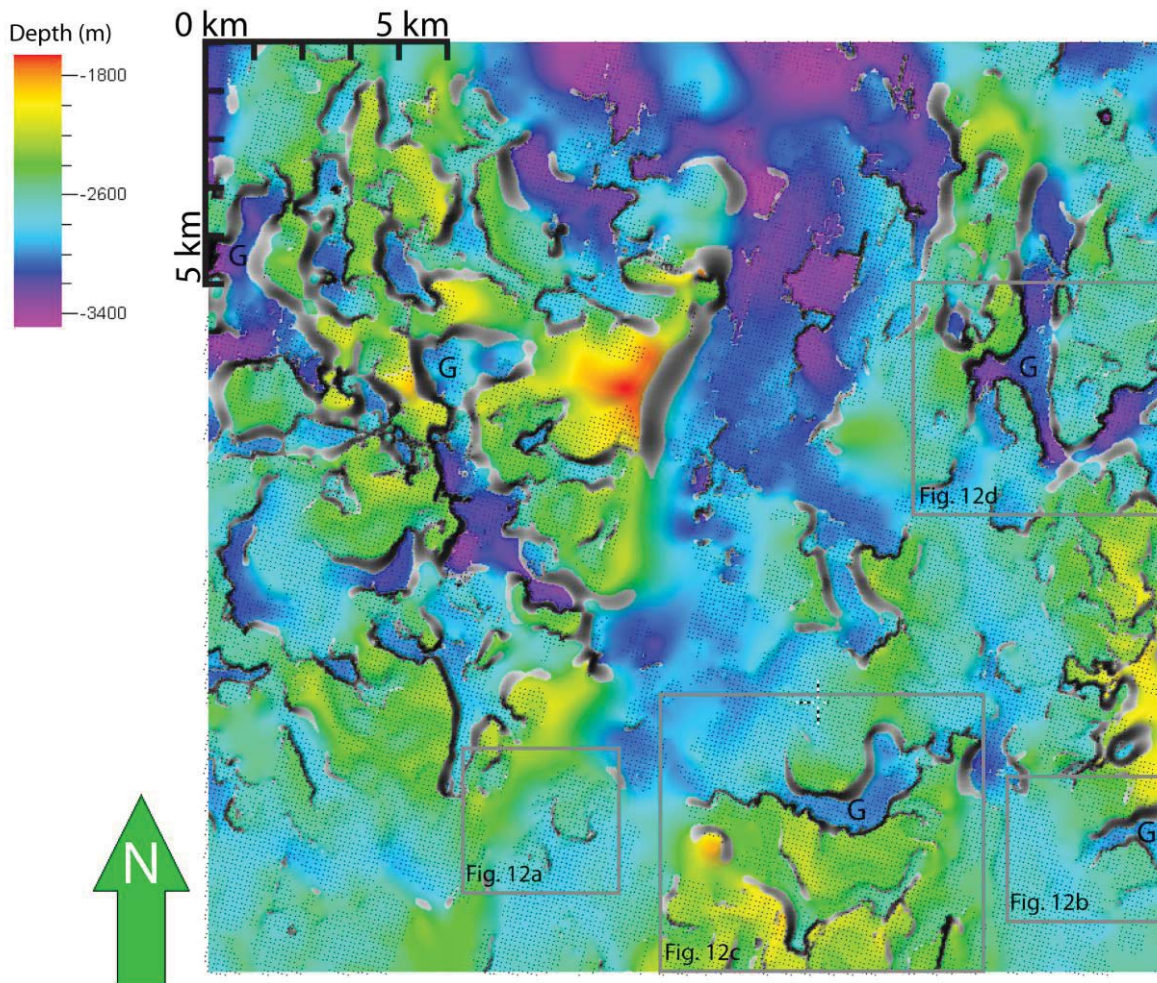 0 km 5 km
Depth (m)
-1800
-2600
-3400
5 km
G
G
G
Fig. 12d
G
G
Fig. 12a
Fig. 12b
Fig. 12c
N